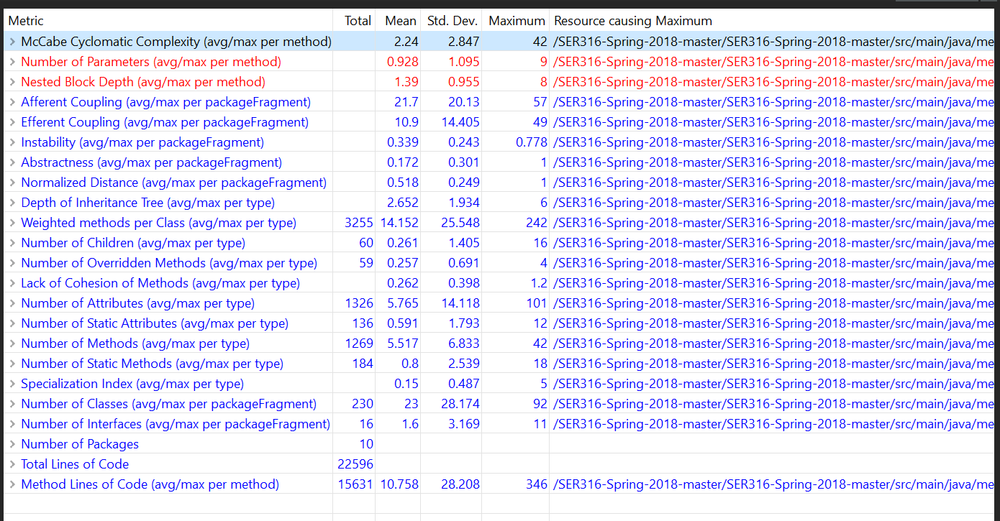 Metric Total Mean Std. Dev. Maximum Resource causing Maximum
McCabe Cyclomatic Complexity (avg/max per method) 2.24 2.847 42 /SER316-Spring-2018-master/SER316-Spring-2018-master/src/main/java/me
Number of Parameters (avg/max per method) 0.928 1.095 9 /SER316-Spring-2018-master/SER316-Spring-2018-master/src/main/java/me
Nested Block Depth (avg/max per method) 1.39 0.955 8 /SER316-Spring-2018-master/SER316-Spring-2018-master/src/main/java/me
Afferent Coupling (avg/max per packageFragment) 21.7 20.13 57 /SER316-Spring-2018-master/SER316-Spring-2018-master/src/main/java/me
Efferent Coupling (avg/max per packageFragment) 10.9 14.405 49 /SER316-Spring-2018-master/SER316-Spring-2018-master/src/main/java/me
Instability (avg/max per packageFragment) 0.339 0.243 0.778 /SER316-Spring-2018-master/SER316-Spring-2018-master/src/main/java/me
Abstractness (avg/max per packageFragment) 0.172 0.301 1 /SER316-Spring-2018-master/SER316-Spring-2018-master/src/main/java/me
Normalized Distance (avg/max per packageFragment) 0.518 0.249 1 /SER316-Spring-2018-master/SER316-Spring-2018-master/src/main/java/me
Depth of Inheritance Tree (avg/max per type) 2.652 1.934 6 /SER316-Spring-2018-master/SER316-Spring-2018-master/src/main/java/me
Weighted methods per Class (avg/max per type) 3255 14.152 25.548 242 /SER316-Spring-2018-master/SER316-Spring-2018-master/src/main/java/me
Number of Children (avg/max per type) 60 0.261 1.405 16 /SER316-Spring-2018-master/SER316-Spring-2018-master/src/main/java/me
Number of Overridden Methods (avg/max per type) 59 0.257 0.691 4 /SER316-Spring-2018-master/SER316-Spring-2018-master/src/main/java/me
Lack of Cohesion of Methods (avg/max per type) 0.262 0.398 1.2 /SER316-Spring-2018-master/SER316-Spring-2018-master/src/main/java/me
Number of Attributes (avg/max per type) 1326 5.765 14.118 101 /SER316-Spring-2018-master/SER316-Spring-2018-master/src/main/java/me
Number of Static Attributes (avg/max per type) 136 0.591 1.793 12 /SER316-Spring-2018-master/SER316-Spring-2018-master/src/main/java/me
Number of Methods (avg/max per type) 1269 5.517 6.833 42 /SER316-Spring-2018-master/SER316-Spring-2018-master/src/main/java/me
Number of Static Methods (avg/max per type) 184 0.8 2.539 18 /SER316-Spring-2018-master/SER316-Spring-2018-master/src/main/java/me
Specialization Index (avg/max per type) 0.15 0.487 5 /SER316-Spring-2018-master/SER316-Spring-2018-master/src/main/java/me
Number of Classes (avg/max per packageFragment) 230 23 28.174 92 /SER316-Spring-2018-master/SER316-Spring-2018-master/src/main/java/me
Number of Interfaces (avg/max per packageFragment) 16 1.6 3.169 11 /SER316-Spring-2018-master/SER316-Spring-2018-master/src/main/java/me
Number of Packages 10
Total Lines of Code 22596
Method Lines of Code (avg/max per method) 15631 10.758 28.208 346 /SER316-Spring-2018-master/SER316-Spring-2018-master/src/main/java/me